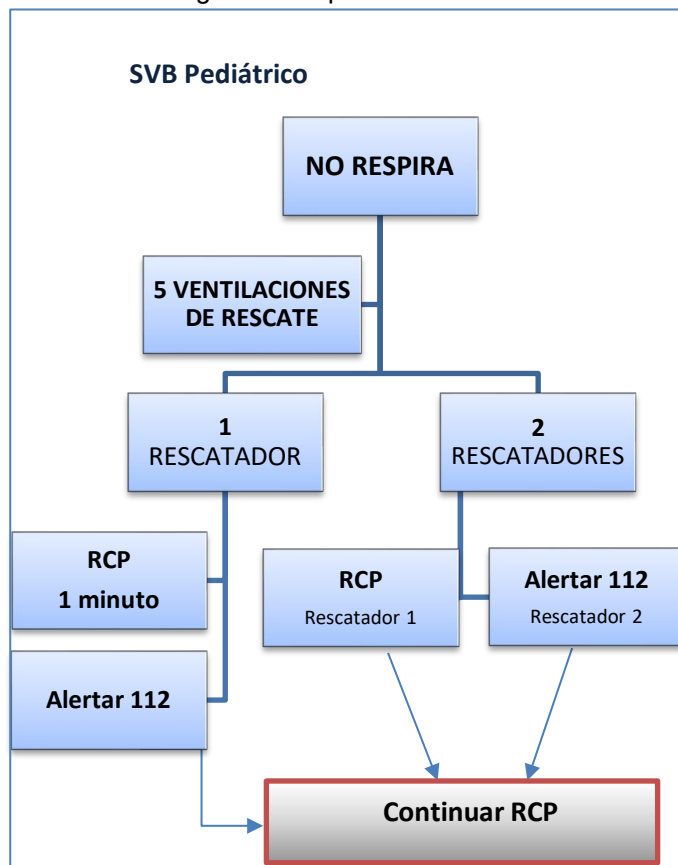 SVB Pediátrico
NO RESPIRA
5 VENTILACIONES
DE RESCATE
1
RESCATADOR
2
RESCATADORES
RCP
1 minuto
Alertar 112
RCP
Rescatador 1
Alertar 112
Rescatador 2
Continuar RCP